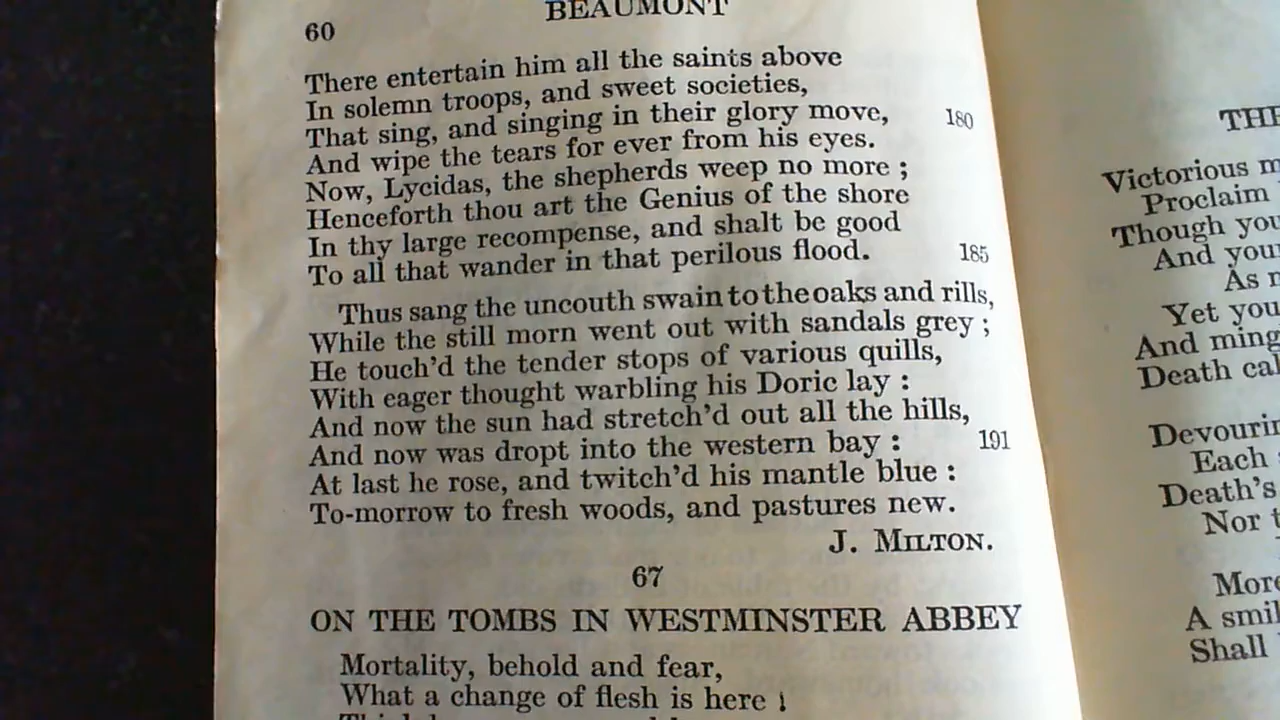 60
BEAUMONT
There entertain him all the saints above
In solemn troops, and sweet societies,
That sing, and singing in their glory move, 180
And wipe the tears for ever from his eyes.
Now, Lycidas, the shepherds weep no more ;
Henceforth thou art the Genius of the shore
In thy large recompense, and shalt be good
To all that wander in that perilous flood. 185
Thus sang the uncouth swain to the oaks and rills,
While the still morn went out with sandals grey ;
He touch'd the tender stops of various quills,
With eager thought warbling his Doric lay :
And now the sun had stretch'd out all the hills,
And now was dropt into the western bay : 191
At last he rose, and twitch'd his mantle blue :
To-morrow to fresh woods, and pastures new.
J. MILTON.
67
ON THE TOMBS IN WESTMINSTER ABBEY
Mortality, behold and fear,
What a change of flesh is here !
THE
Victorious m
Proclaim
Though you
And your
As m
Yet you
And ming
Death cal
Devourin
Each
Death's
Nor t
More
A smil
Shall